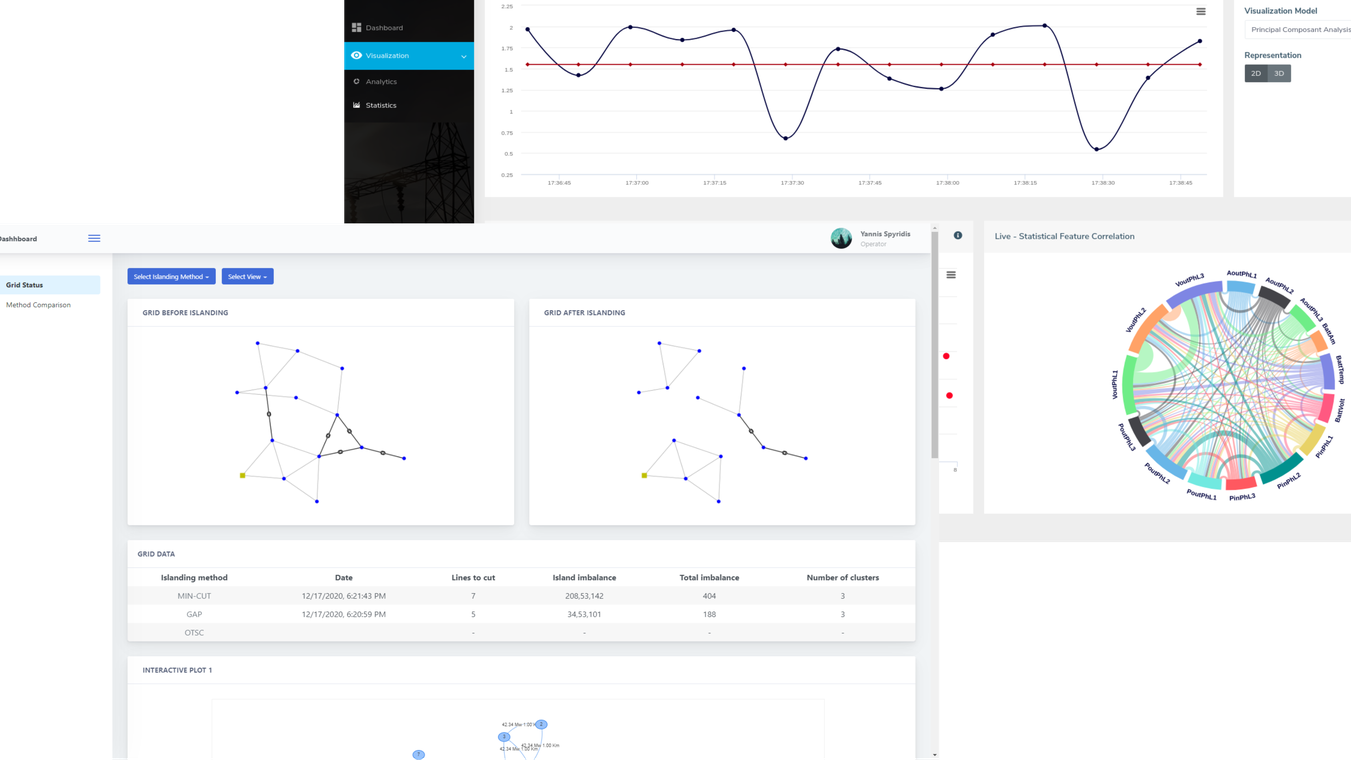 Dashboard
Visualization
Analytics
Statistics
2.25
2
1.75
1.5
1.25
1
0.75
0.5
0.25
17:36:45
17:37:00
17:37:15
17:37:30
17:37:45
17:38:00
17:38:15
17:38:30
17:38:45
Visualization Model
Principal Composant Analysis
Representation
2D
3D
Dashhboard
Yannis Spyridis
Operator
Grid Status
Method Comparison
Select Islanding Method
Select View
GRID BEFORE ISLANDING
GRID AFTER ISLANDING
GRID DATA
Islanding method Date Lines to cut Island imbalance Total imbalance Number of clusters
MIN-CUT 12/17/2020, 6:21:43 PM 7 208,53,142 404 3
GAP 12/17/2020, 6:20:59 PM 5 34,53,101 188 3
OTSC - - - -
INTERACTIVE PLOT 1
42.34 Mw-1:00
2
3
42.34 Mw-1:00 Km
42.34 Mw-1:00 Km
Live - Statistical Feature Correlation
VoutPhL3
AoutPhL1
AoutPhL2
AoutPhL3
BattAm
BattTemp
BattVolt
PinPhL1
PinPhL2
PinPhL3
PoutPhL1
PoutPhL2
PoutPhL3
VoutPhL1
VoutPhL2